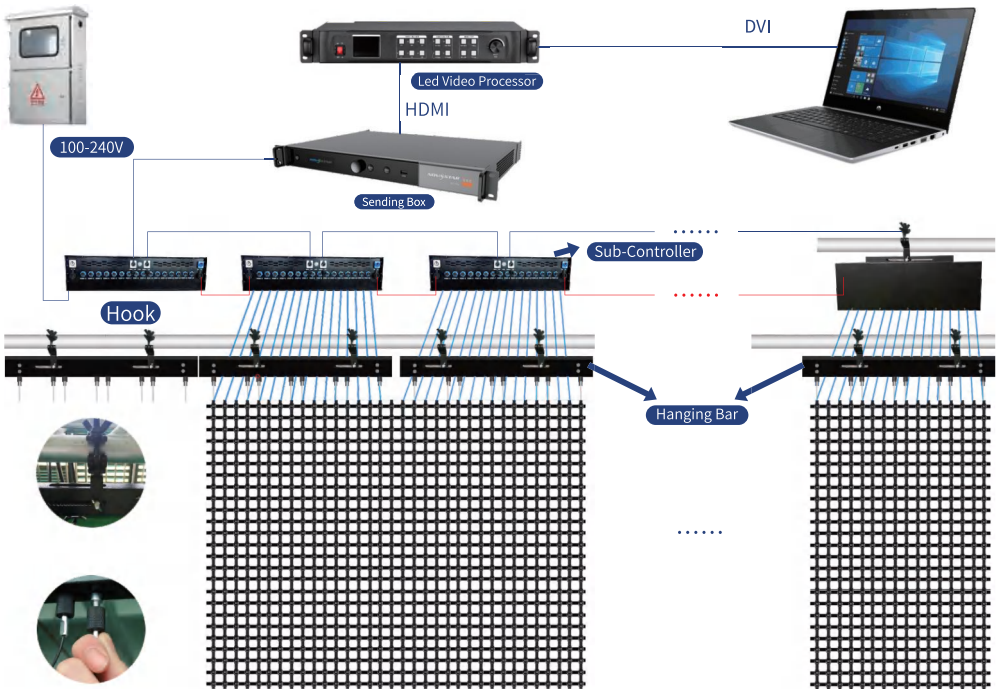 DVI
Led Video Processor
HDMI
100-240V
Sending Box
Sub-Controller
Hook
Hanging Bar